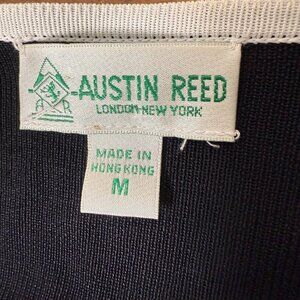 A R
AUSTIN REED
LONDON-NEW YORK
MADE IN
HONG KONG
M